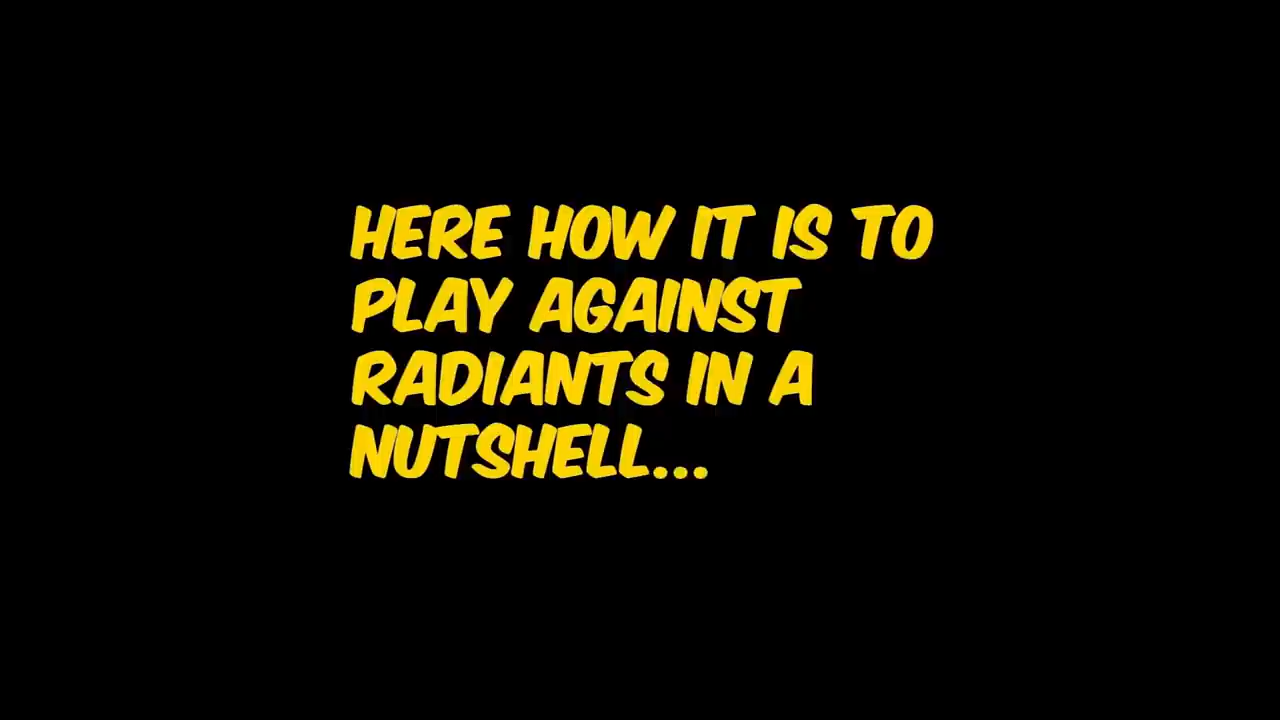 HERE HOW IT IS TO
PLAY AGAINST
RADIANTS IN A
NUTSHELL...